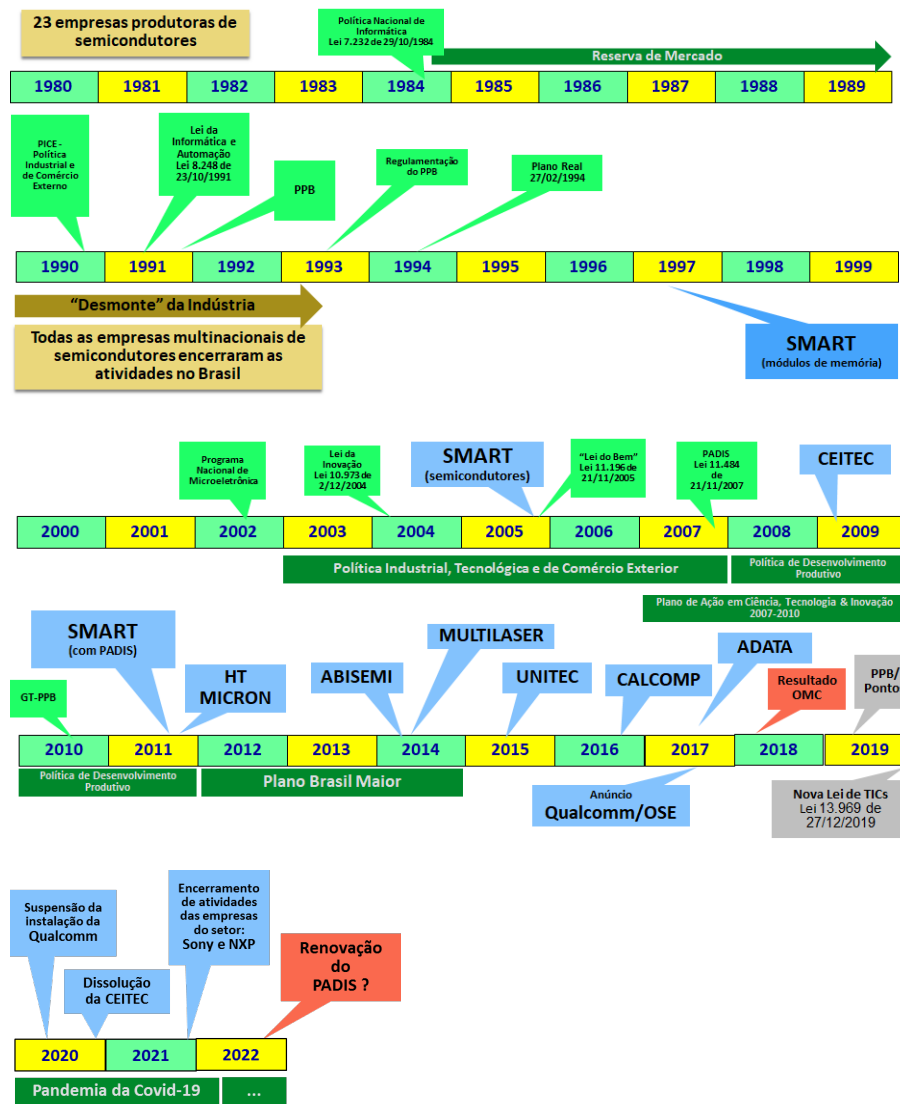 23 empresas produtoras de
semicondutores
Política Nacional de
Informática
Lei 7.232 de 29/10/1984
Reserva de Mercado
1980 1981 1982 1983 1984 1985 1986 1987 1988 1989
PICE -
Política
Industrial e
de Comércio
Externo
Lei da
Informática e
Automação
Lei 8.248 de
23/10/1991
PPB
Regulamentação
do PPB
Plano Real
27/02/1994
1990 1991 1992 1993 1994 1995 1996 1997 1998 1999
“Desmonte” da Indústria
Todas as empresas multinacionais de
semicondutores encerraram as
atividades no Brasil
SMART
(módulos de memória)
Programa
Nacional de
Microeletrônica
Lei da
Inovação
Lei 10.973 de
2/12/2004
SMART
(semicondutores)
“Lei do Bem”
Lei 11.196 de
21/11/2005
PADIS
Lei 11.484
de
21/11/2007
CEITEC
2000 2001 2002 2003 2004 2005 2006 2007 2008 2009
Política Industrial, Tecnológica e de Comércio Exterior
Política de Desenvolvimento
Produtivo
Plano de Ação em Ciência, Tecnologia & Inovação
2007-2010
GT-PPB
SMART
(com PADIS)
HT
MICRON
ABISEMI
MULTILASER
UNITEC
CALCOMP
ADATA
Resultado
OMC
PPB/
Ponto
2010 2011 2012 2013 2014 2015 2016 2017 2018 2019
Política de Desenvolvimento
Produtivo
Plano Brasil Maior
Anúncio
Qualcomm/OSE
Nova Lei de TICs
Lei 13.969 de
27/12/2019
Suspensão da
instalação da
Qualcomm
Dissolução
da CEITEC
Encerramento
de atividades
das empresas
do setor:
Sony e NXP
Renovação
do
PADIS ?
2020 2021 2022
Pandemia da Covid-19 ...